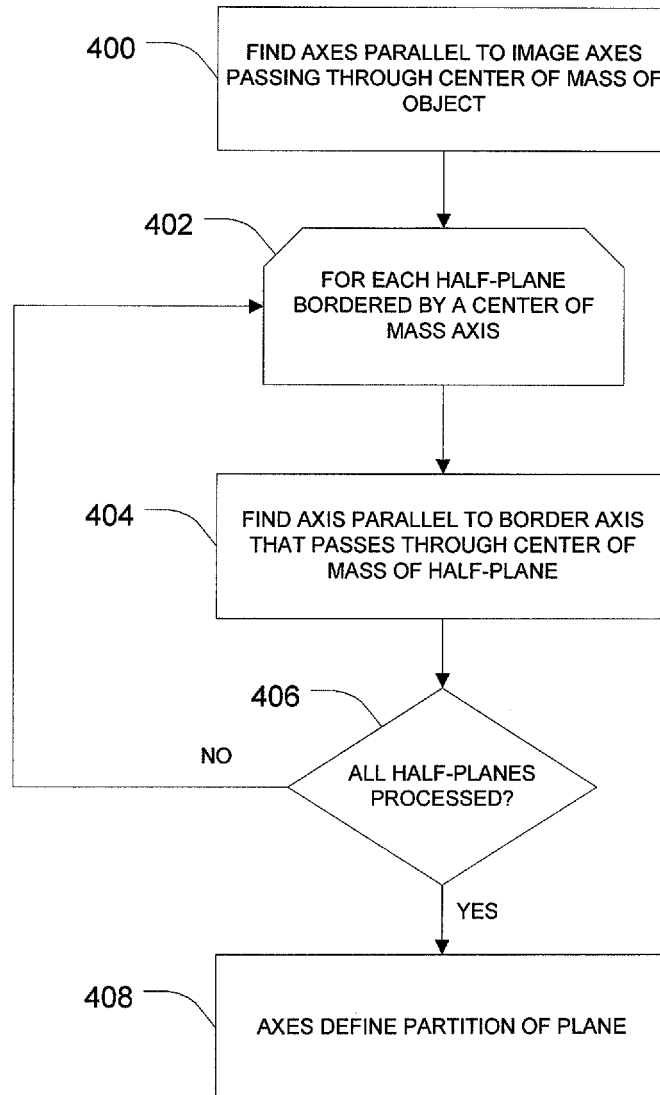 400
FIND AXES PARALLEL TO IMAGE AXES
PASSING THROUGH CENTER OF MASS OF
OBJECT
402
FOR EACH HALF-PLANE
BORDERED BY A CENTER OF
MASS AXIS
404
FIND AXIS PARALLEL TO BORDER AXIS
THAT PASSES THROUGH CENTER OF
MASS OF HALF-PLANE
406
NO
ALL HALF-PLANES
PROCESSED?
YES
408
AXES DEFINE PARTITION OF PLANE